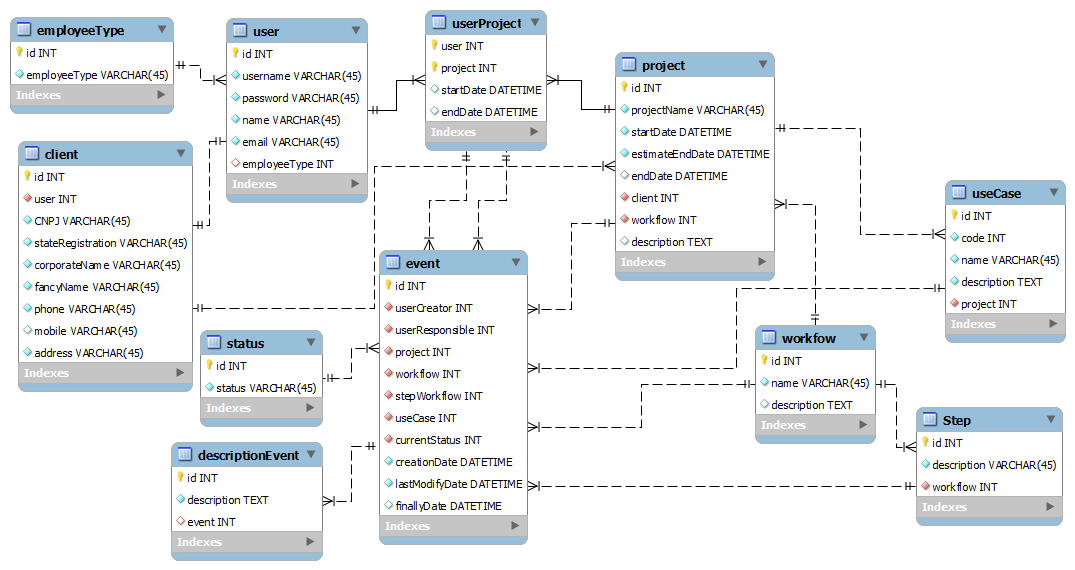 employeeType
id INT
employeeType VARCHAR(45)
Indexes
user
id INT
username VARCHAR(45)
password VARCHAR(45)
name VARCHAR(45)
email VARCHAR(45)
employeeType INT
Indexes
userProject
user INT
project INT
startDate DATETIME
endDate DATETIME
Indexes
project
id INT
projectName VARCHAR(45)
startDate DATETIME
estimateEndDate DATETIME
endDate DATETIME
client INT
workflow INT
description TEXT
Indexes
client
id INT
user INT
CNPJ VARCHAR(45)
stateRegistration VARCHAR(45)
corporateName VARCHAR(45)
fancyName VARCHAR(45)
phone VARCHAR(45)
mobile VARCHAR(45)
address VARCHAR(45)
Indexes
useCase
id INT
code INT
name VARCHAR(45)
description TEXT
project INT
Indexes
event
id INT
userCreator INT
userResponsible INT
project INT
workflow INT
stepWorkflow INT
useCase INT
currentStatus INT
creationDate DATETIME
lastModifyDate DATETIME
finallyDate DATETIME
Indexes
status
id INT
status VARCHAR(45)
Indexes
workfow
id INT
name VARCHAR(45)
description TEXT
Indexes
Step
id INT
description VARCHAR(45)
workflow INT
Indexes
descriptionEvent
id INT
description TEXT
event INT
Indexes